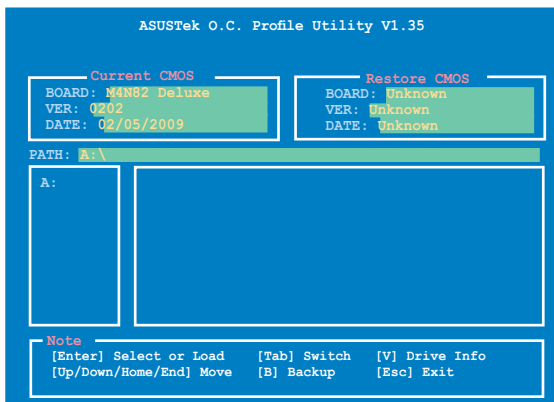 ASUSTek O.C. Profile Utility V1.35
Current CMOS
BOARD: M4N82 Deluxe
VER: 0202
DATE: 02/05/2009
Restore CMOS
BOARD: Unknown
VER: Unknown
DATE: Unknown
PATH: A:\
A:
Note
[Enter] Select or Load [Tab] Switch [V] Drive Info
[Up/Down/Home/End] Move [B] Backup [Esc] Exit